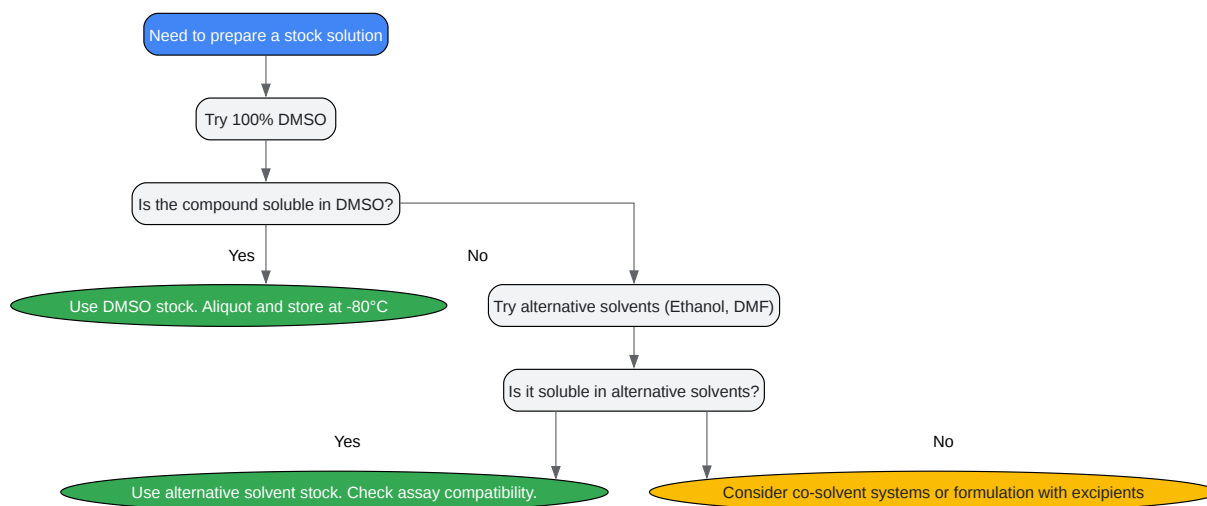 Need to prepare a stock solution
Try 100% DMSO
Is the compound soluble in DMSO?
Yes
No
Use DMSO stock. Aliquot and store at -80°C
Try alternative solvents (Ethanol, DMF)
Is it soluble in alternative solvents?
Yes
No
Use alternative solvent stock. Check assay compatibility.
Consider co-solvent systems or formulation with excipients